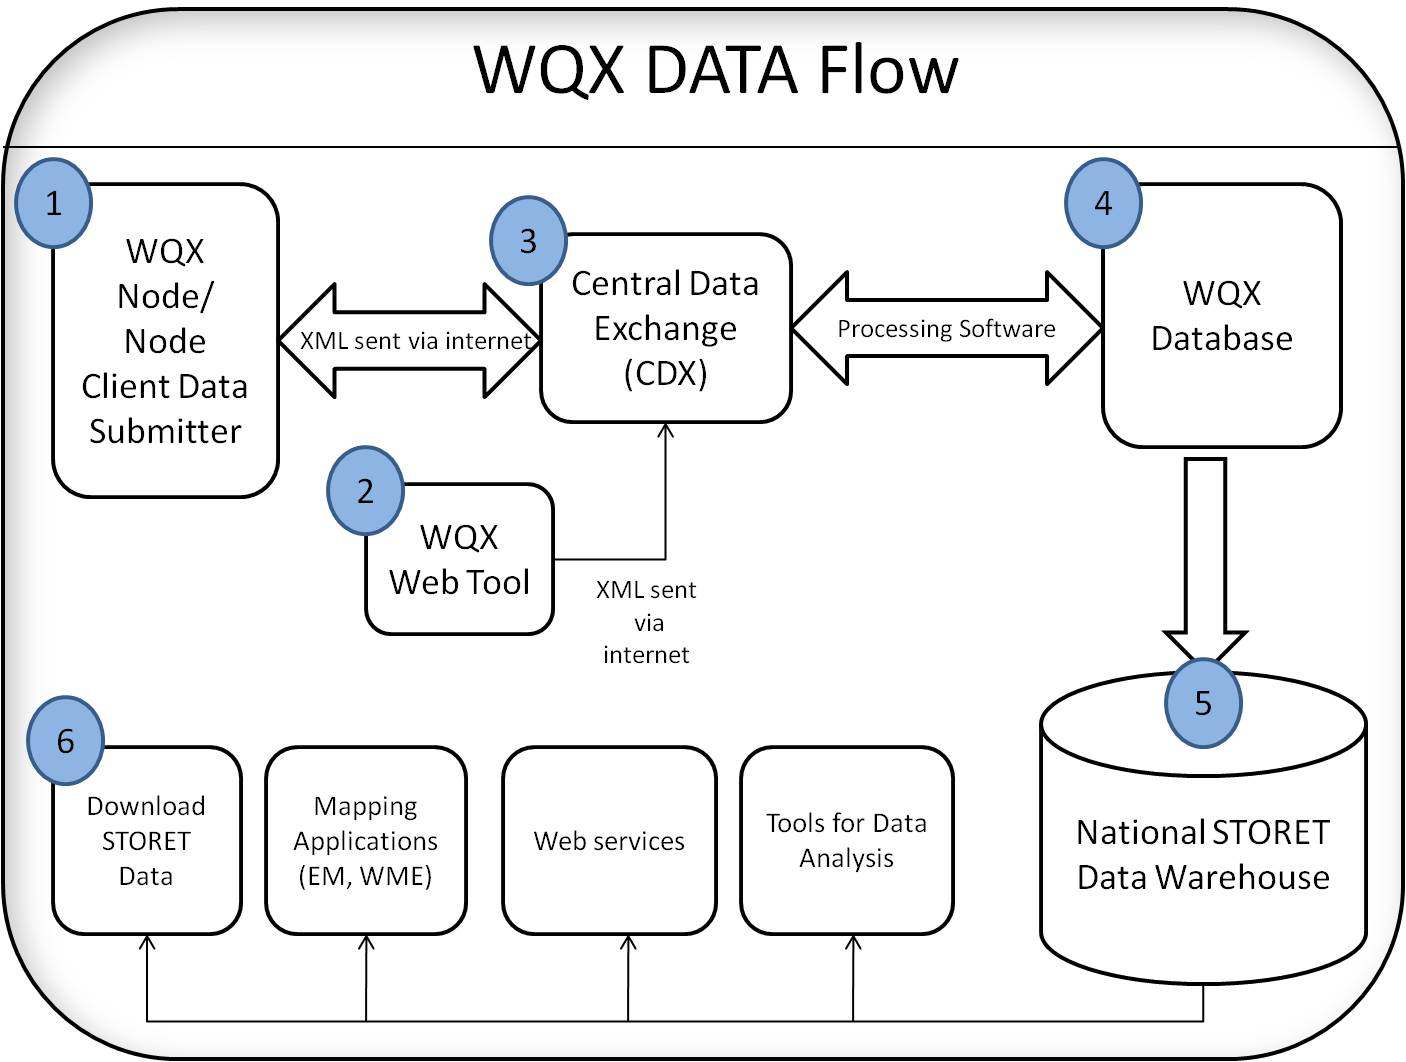 WQX DATA Flow
1
WQX
Node/
Node
Client Data
Submitter
XML sent via internet
3
Central Data
Exchange
(CDX)
Processing Software
4
WQX
Database
2
WQX
Web Tool
XML sent
via
internet
5
National STORET
Data Warehouse
6
Download
STORET
Data
Mapping
Applications
(EM, WME)
Web services
Tools for Data
Analysis